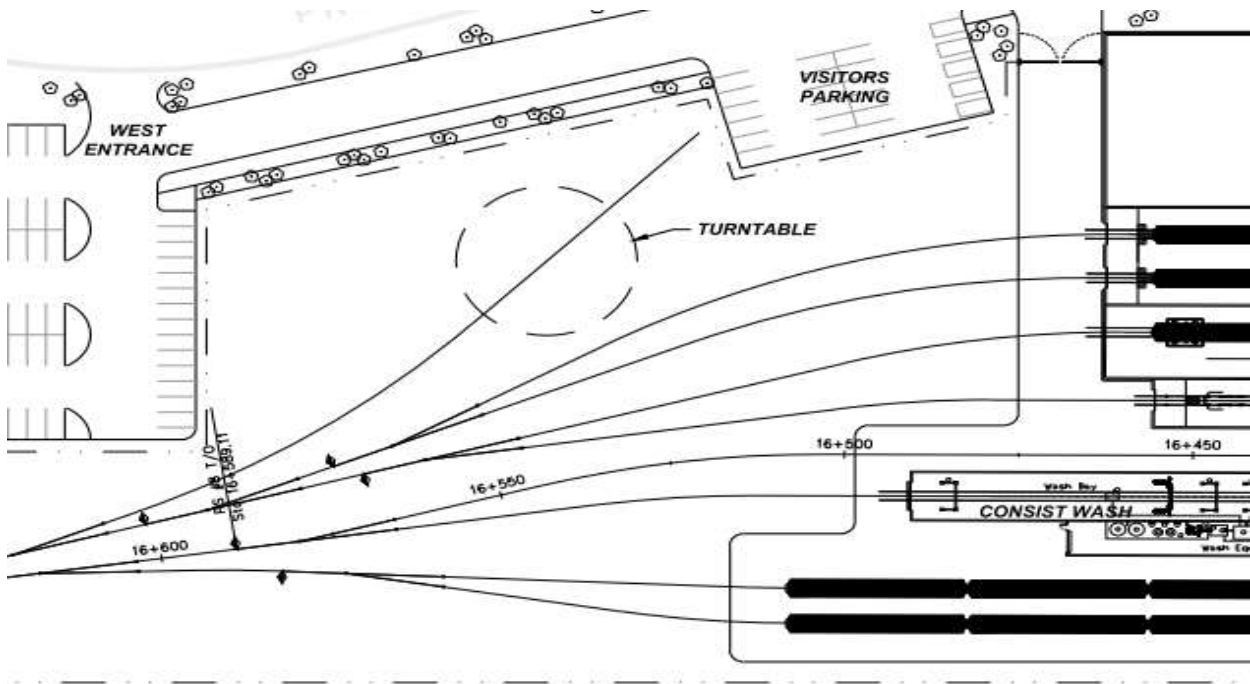 VISITORS
PARKING
WEST
ENTRANCE
TURNTABLE
16+500
16+450
16+550
Wash Bay
CONSIST WASH
16+600